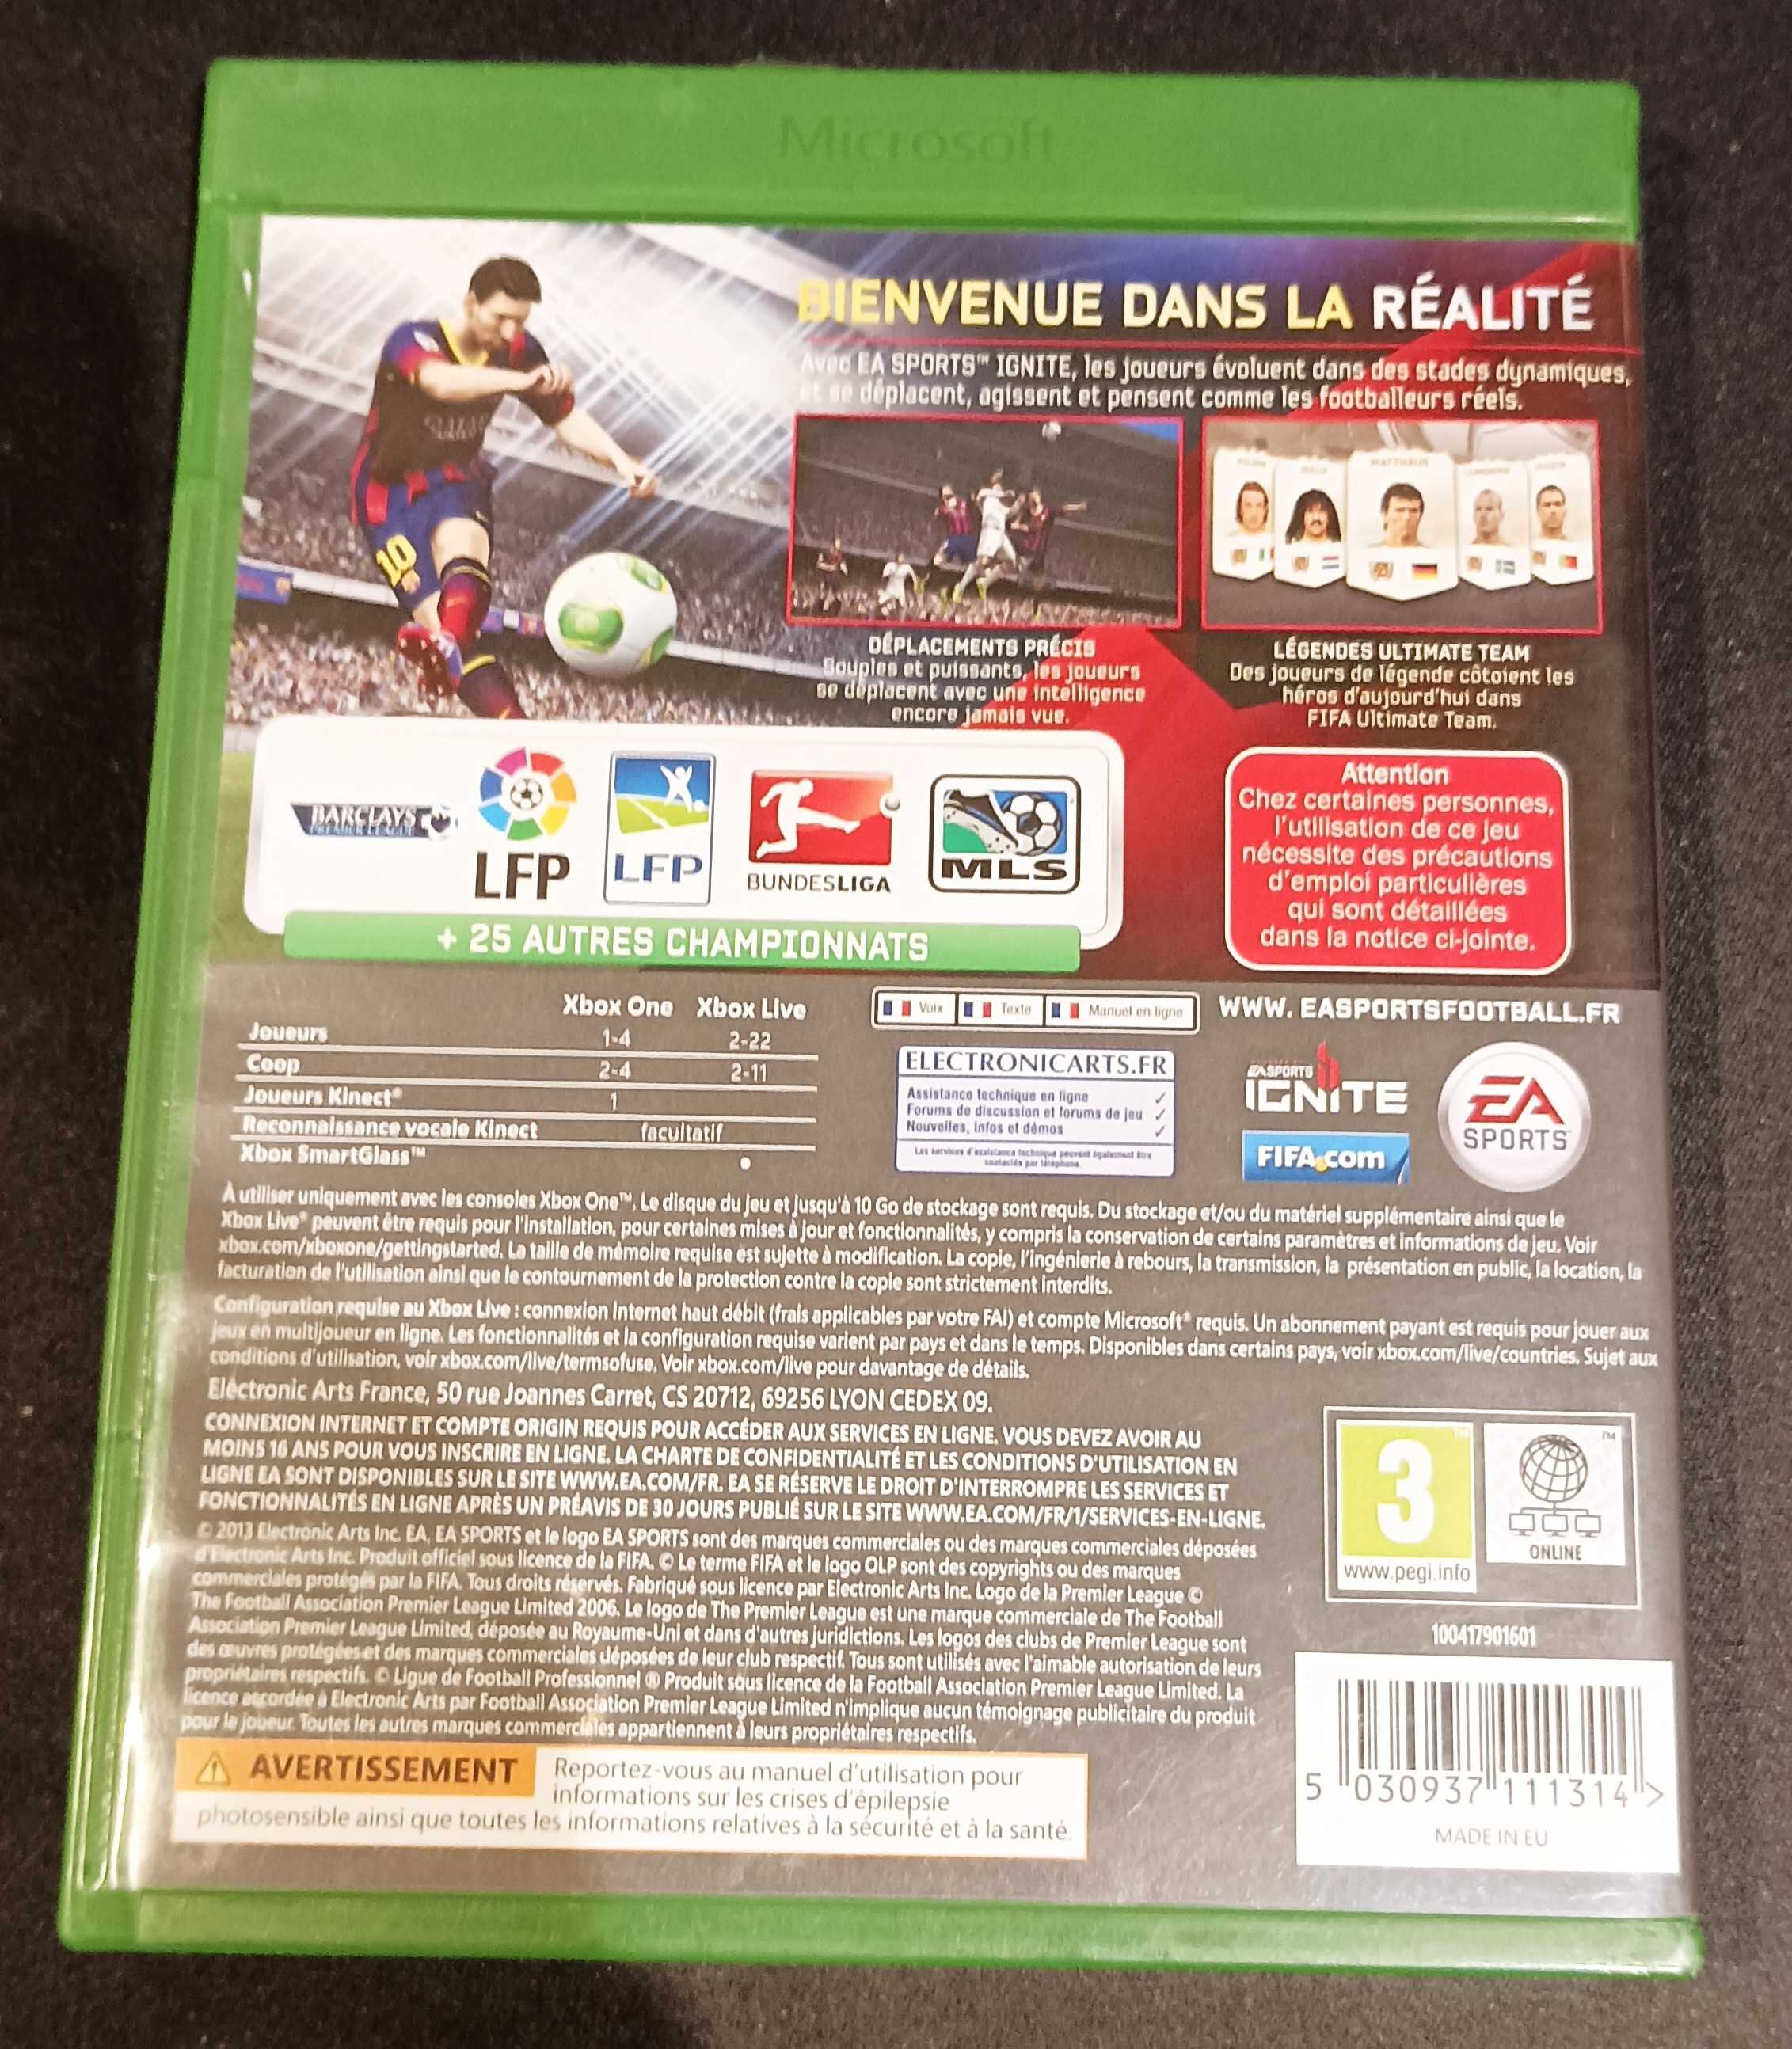 Microsoft
BIENVENUE DANS LA RÉALITÉ
Avec EA SPORTS™ IGNITE, les joueurs évoluent dans des stades dynamiques,
et se déplacent, agissent et pensent comme les footballeurs réels.
10
MATTHÄUS
DÉPLACEMENTS PRÉCIS
Souples et puissants, les joueurs
se déplacent avec une intelligence
encore jamais vue.
LÉGENDES ULTIMATE TEAM
Des joueurs de légende côtoient les
héros d'aujourd'hui dans
FIFA Ultimate Team.
BARCLAYS
PREMIER LEAGUE
LFP
LFP
BUNDESLIGA
MLS
+ 25 AUTRES CHAMPIONNATS
Attention
Chez certaines personnes,
l'utilisation de ce jeu
nécessite des précautions
d'emploi particulières
qui sont détaillées
dans la notice ci-jointe.
Xbox One Xbox Live
Joueurs 1-4 2-22
Coop 2-4 2-11
Joueurs Kinect® 1
Reconnaissance vocale Kinect facultatif
Xbox SmartGlass™ •
Voix Texte Manuel en ligne
WWW. EASPORTSFOOTBALL.FR
ELECTRONICARTS.FR
Assistance technique en ligne ✓
Forums de discussion et forums de jeu ✓
Nouvelles, infos et démos ✓
Les services d'assistance technique peuvent également être
contactés par téléphone.
EA SPORTS
IGNITE
FIFA.com
EA
SPORTS
À utiliser uniquement avec les consoles Xbox One™. Le disque du jeu et jusqu'à 10 Go de stockage sont requis. Du stockage et/ou du matériel supplémentaire ainsi que le
Xbox Live® peuvent être requis pour l'installation, pour certaines mises à jour et fonctionnalités, y compris la conservation de certains paramètres et informations de jeu. Voir
xbox.com/xboxone/gettingstarted. La taille de mémoire requise est sujette à modification. La copie, l'ingénierie à rebours, la transmission, la présentation en public, la location, la
facturation de l'utilisation ainsi que le contournement de la protection contre la copie sont strictement interdits.
Configuration requise au Xbox Live : connexion Internet haut débit (frais applicables par votre FAI) et compte Microsoft® requis. Un abonnement payant est requis pour jouer aux
jeux en multijoueur en ligne. Les fonctionnalités et la configuration requise varient par pays et dans le temps. Disponibles dans certains pays, voir xbox.com/live/countries. Sujet aux
conditions d'utilisation, voir xbox.com/live/termsofuse. Voir xbox.com/live pour davantage de détails.
Electronic Arts France, 50 rue Joannes Carret, CS 20712, 69256 LYON CEDEX 09.
CONNEXION INTERNET ET COMPTE ORIGIN REQUIS POUR ACCÉDER AUX SERVICES EN LIGNE. VOUS DEVEZ AVOIR AU
MOINS 16 ANS POUR VOUS INSCRIRE EN LIGNE. LA CHARTE DE CONFIDENTIALITÉ ET LES CONDITIONS D'UTILISATION EN
LIGNE EA SONT DISPONIBLES SUR LE SITE WWW.EA.COM/FR. EA SE RÉSERVE LE DROIT D'INTERROMPRE LES SERVICES ET
FONCTIONNALITÉS EN LIGNE APRÈS UN PRÉAVIS DE 30 JOURS PUBLIÉ SUR LE SITE WWW.EA.COM/FR/1/SERVICES-EN-LIGNE.
© 2013 Electronic Arts Inc. EA, EA SPORTS et le logo EA SPORTS sont des marques commerciales ou des marques commerciales déposées
d'Electronic Arts Inc. Produit officiel sous licence de la FIFA. © Le terme FIFA et le logo OLP sont des copyrights ou des marques
commerciales protégés par la FIFA. Tous droits réservés. Fabriqué sous licence par Electronic Arts Inc. Logo de la Premier League ©
The Football Association Premier League Limited 2006. Le logo de The Premier League est une marque commerciale de The Football
Association Premier League Limited, déposée au Royaume-Uni et dans d'autres juridictions. Les logos des clubs de Premier League sont
des œuvres protégées et des marques commerciales déposées de leur club respectif. Tous sont utilisés avec l'aimable autorisation de leurs
propriétaires respectifs. © Ligue de Football Professionnel ® Produit sous licence de la Football Association Premier League Limited. La
licence accordée à Electronic Arts par Football Association Premier League Limited n'implique aucun témoignage publicitaire du produit
pour le joueur. Toutes les autres marques commerciales appartiennent à leurs propriétaires respectifs.
3
www.pegi.info
™
ONLINE
100417901601
5 030937 111314 >
MADE IN EU
AVERTISSEMENT
Reportez-vous au manuel d'utilisation pour
informations sur les crises d'épilepsie
photosensible ainsi que toutes les informations relatives à la sécurité et à la santé.